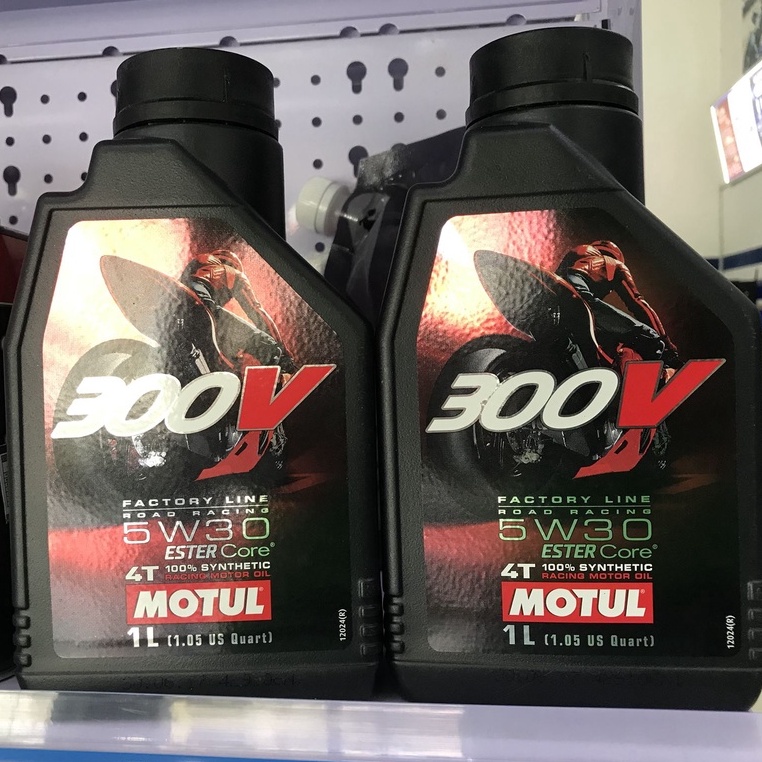 300V
FACTORY LINE
ROAD RACING
5W30
ESTER Core®
4T 100% SYNTHETIC
RACING MOTOR OIL
MOTUL®
1L (1.05 US Quart)
12024(R)
300V
FACTORY LINE
ROAD RACING
5W30
ESTER Core®
4T 100% SYNTHETIC
RACING MOTOR OIL
MOTUL®
1L (1.05 US Quart)
12024(R)